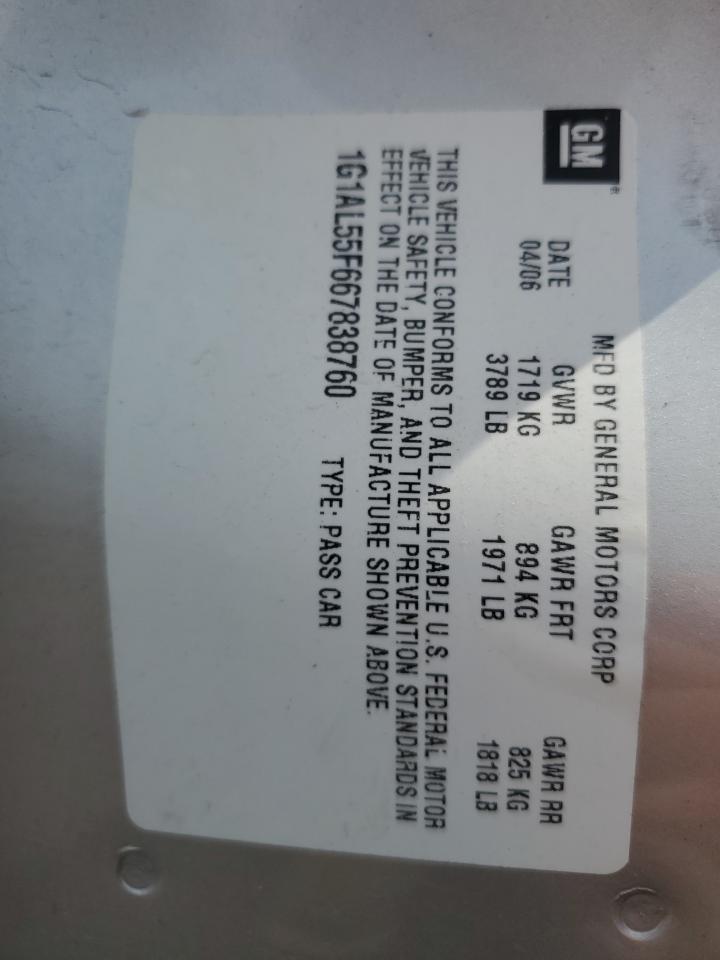 GM®
MFD BY GENERAL MOTORS CORP
DATE GVWR GAWR FRT GAWR RR
04/06 1719 KG 894 KG 825 KG
3789 LB 1971 LB 1818 LB
THIS VEHICLE CONFORMS TO ALL APPLICABLE U.S. FEDERAL MOTOR
VEHICLE SAFETY, BUMPER, AND THEFT PREVENTION STANDARDS IN
EFFECT ON THE DATE OF MANUFACTURE SHOWN ABOVE.
1G1AL55F667838760 TYPE: PASS CAR